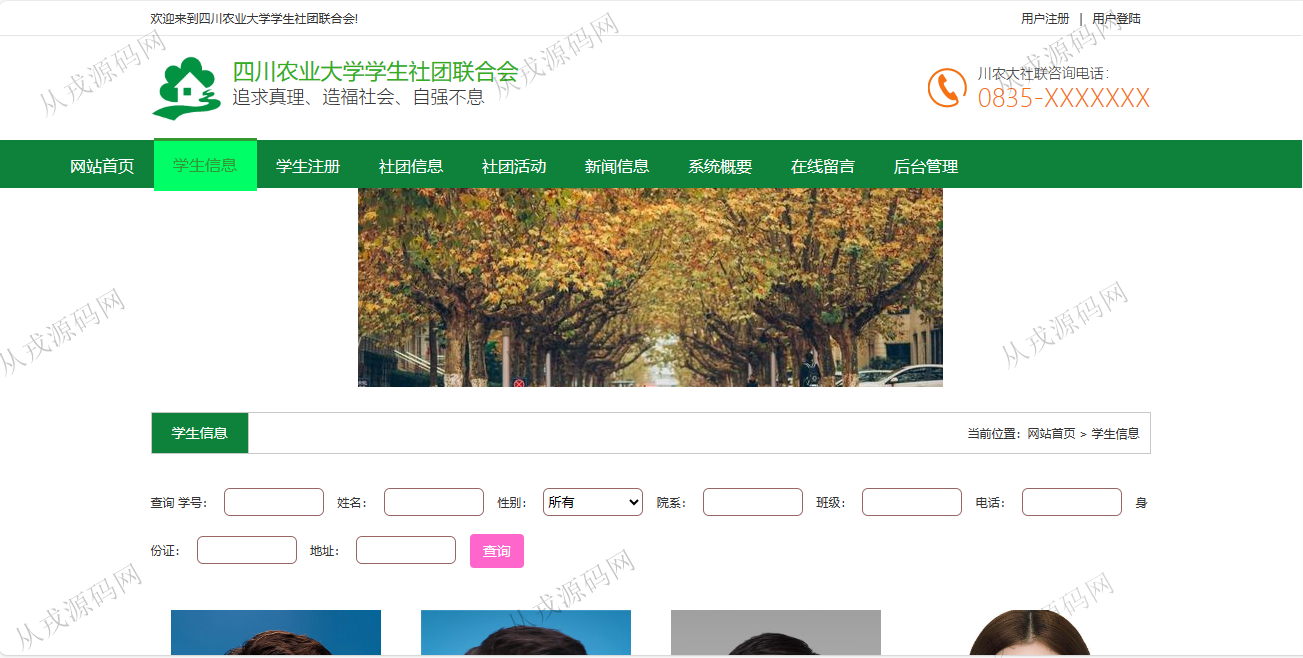 欢迎来到四川农业大学学生社团联合会!
用户注册 | 用户登陆
四川农业大学学生社团联合会
追求真理、造福社会、自强不息
川农大社联咨询电话：
0835-XXXXXXX
网站首页 学生信息 学生注册 社团信息 社团活动 新闻信息 系统概要 在线留言 后台管理
学生信息
当前位置：网站首页 > 学生信息
查询 学号： 姓名： 性别： 所有 院系： 班级： 电话： 身
份证： 地址： 查询
从戎源码网
从戎源码网
从戎源码网
从戎源码网
从戎源码网
从戎源码网
从戎源码网
源码网